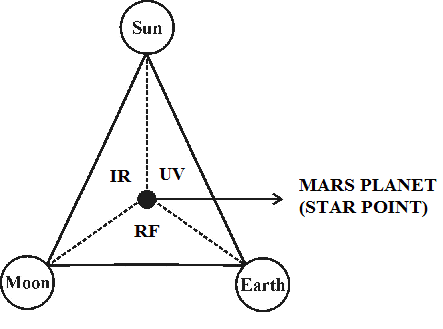 Sun
IR UV
MARS PLANET
(STAR POINT)
RF
Moon
Earth